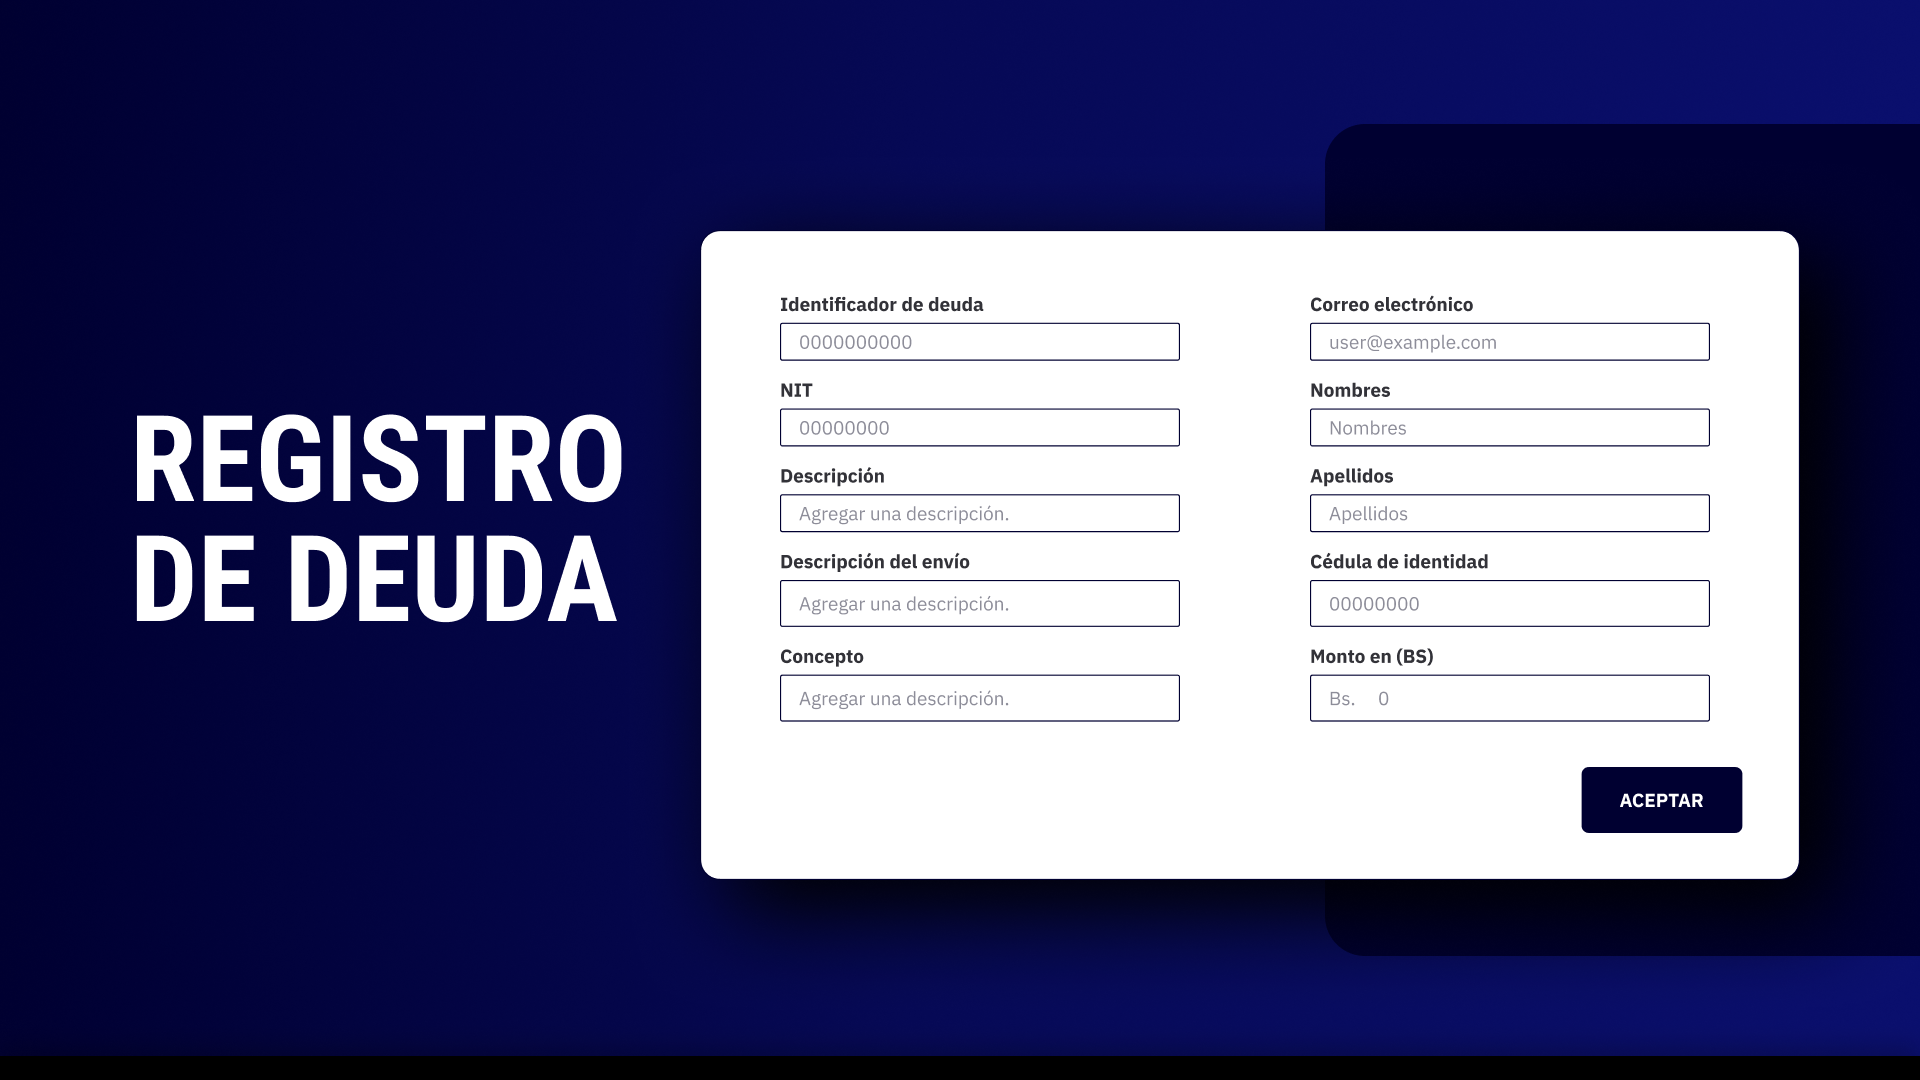 REGISTRO
DE DEUDA
Identificador de deuda
0000000000
NIT
00000000
Descripción
Agregar una descripción.
Descripción del envío
Agregar una descripción.
Concepto
Agregar una descripción.
Correo electrónico
user@example.com
Nombres
Nombres
Apellidos
Apellidos
Cédula de identidad
00000000
Monto en (BS)
Bs. 0
ACEPTAR